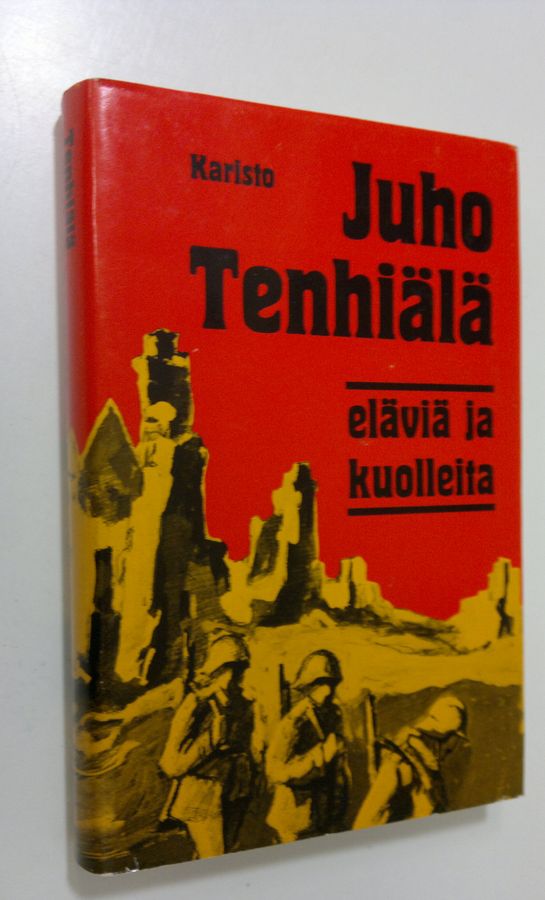 Tenhiälä
Karisto
Juho
Tenhiälä
eläviä ja
kuolleita